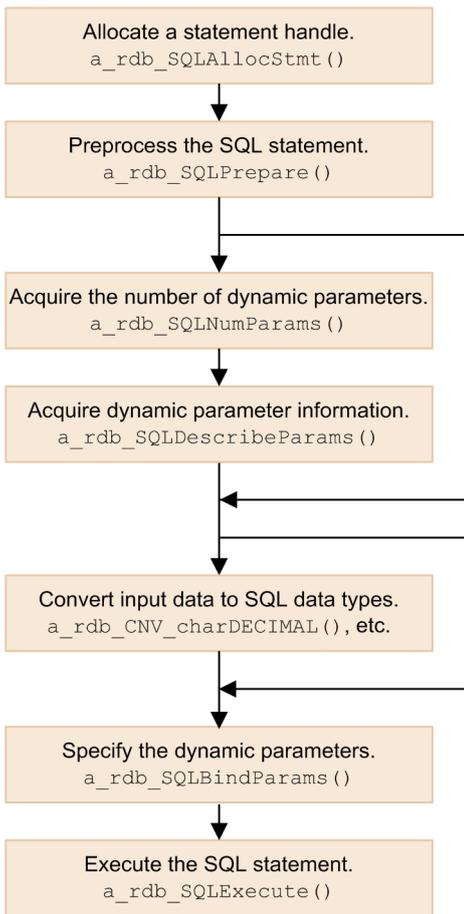 Allocate a statement handle.
a_rdb_SQLAllocStmt()
Preprocess the SQL statement.
a_rdb_SQLPrepare()
Acquire the number of dynamic parameters.
a_rdb_SQLNumParams()
Acquire dynamic parameter information.
a_rdb_SQLDescribeParams()
Convert input data to SQL data types.
a_rdb_CNV_charDECIMAL(), etc.
Specify the dynamic parameters.
a_rdb_SQLBindParams()
Execute the SQL statement.
a_rdb_SQLExecute()